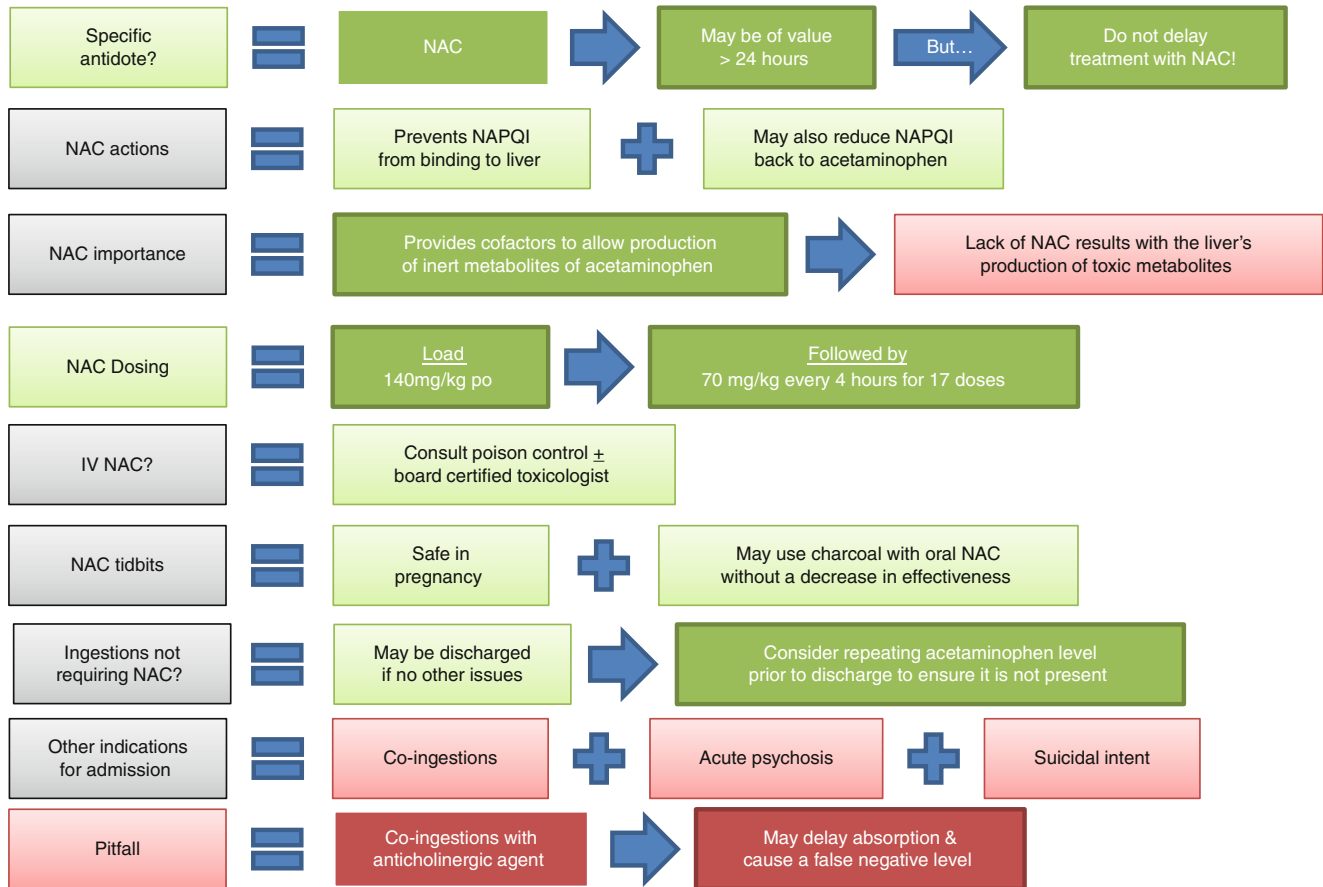 Specific
antidote?
NAC
May be of value
> 24 hours
But…
Do not delay
treatment with NAC!
NAC actions
Prevents NAPQI
from binding to liver
May also reduce NAPQI
back to acetaminophen
NAC importance
Provides cofactors to allow production
of inert metabolites of acetaminophen
Lack of NAC results with the liver's
production of toxic metabolites
NAC Dosing
Load
140mg/kg po
Followed by
70 mg/kg every 4 hours for 17 doses
IV NAC?
Consult poison control ±
board certified toxicologist
NAC tidbits
Safe in
pregnancy
May use charcoal with oral NAC
without a decrease in effectiveness
Ingestions not
requiring NAC?
May be discharged
if no other issues
Consider repeating acetaminophen level
prior to discharge to ensure it is not present
Other indications
for admission
Co-ingestions
Acute psychosis
Suicidal intent
Pitfall
Co-ingestions with
anticholinergic agent
May delay absorption &
cause a false negative level